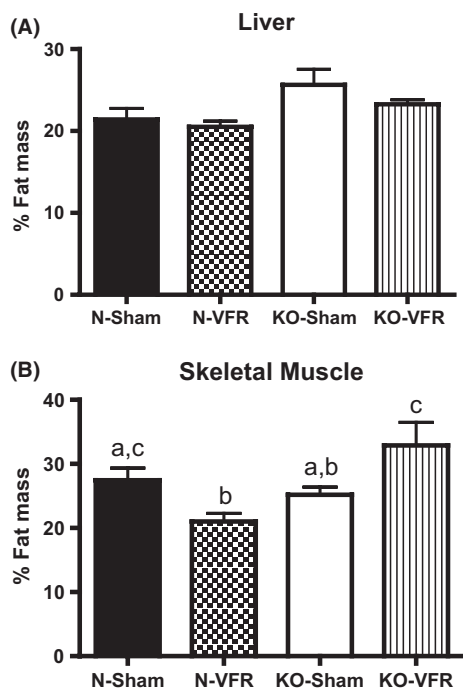 (A)
Liver
% Fat mass
30
20
10
0
N-Sham N-VFR KO-Sham KO-VFR
(B)
Skeletal Muscle
% Fat mass
40
30
20
10
0
a,c b a,b c
N-Sham N-VFR KO-Sham KO-VFR